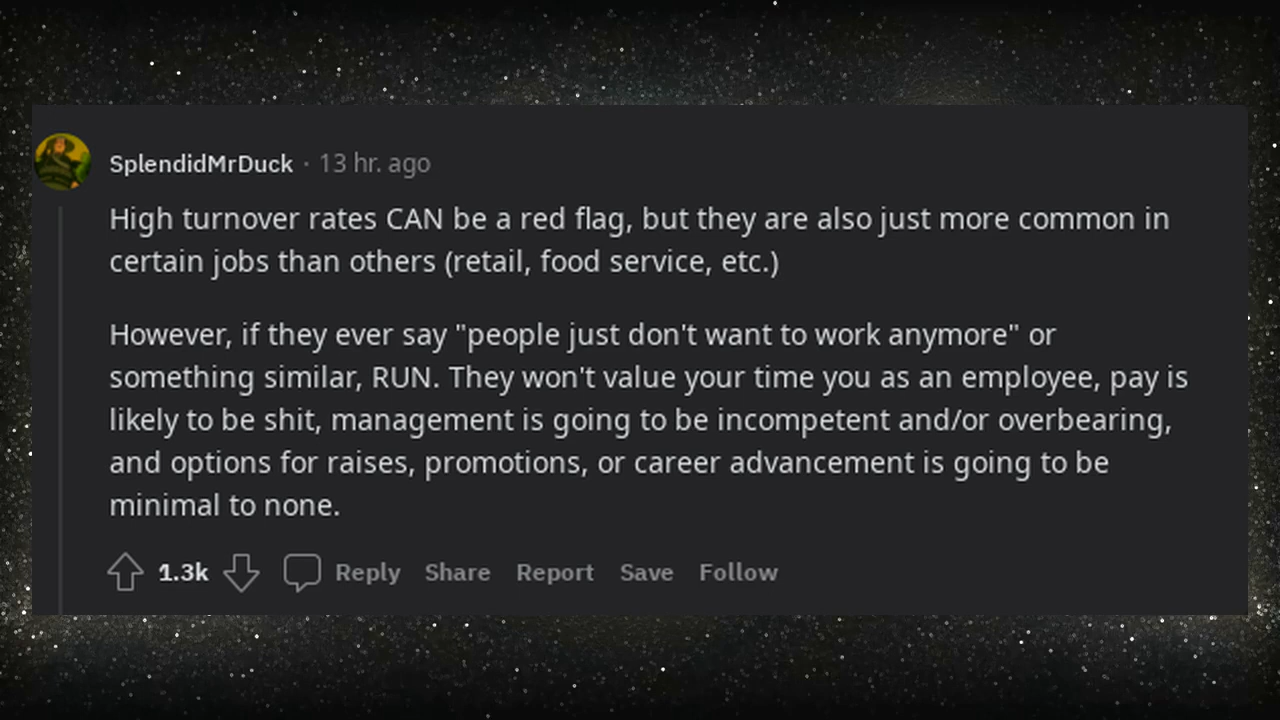 SplendidMrDuck · 13 hr. ago
High turnover rates CAN be a red flag, but they are also just more common in
certain jobs than others (retail, food service, etc.)
However, if they ever say "people just don't want to work anymore" or
something similar, RUN. They won't value your time you as an employee, pay is
likely to be shit, management is going to be incompetent and/or overbearing,
and options for raises, promotions, or career advancement is going to be
minimal to none.
1.3k Reply Share Report Save Follow